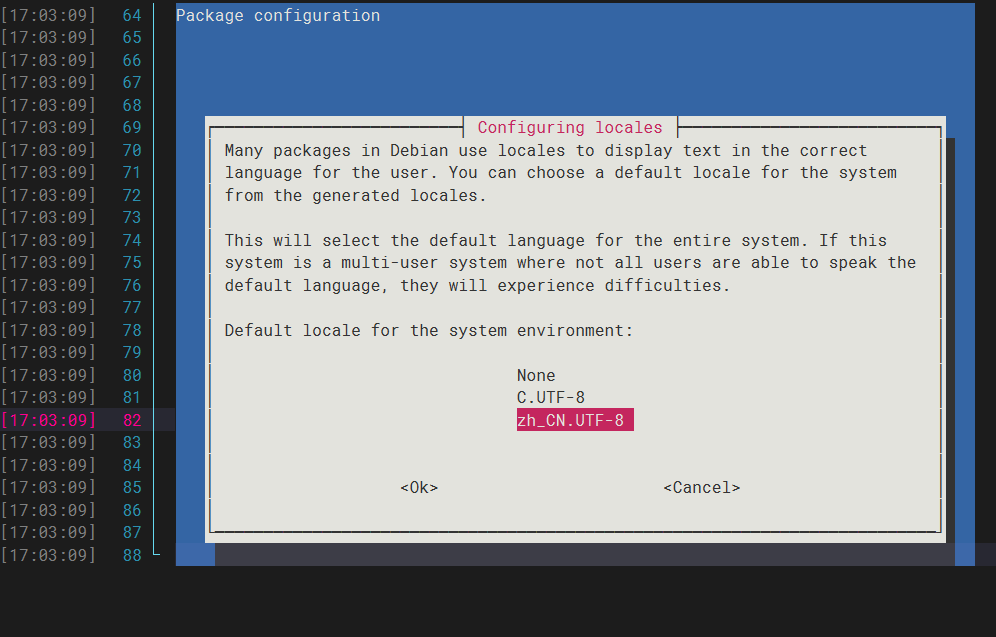 [17:03:09] 64 Package configuration
[17:03:09] 65
[17:03:09] 66
[17:03:09] 67
[17:03:09] 68
[17:03:09] 69 Configuring locales
[17:03:09] 70 Many packages in Debian use locales to display text in the correct
[17:03:09] 71 language for the user. You can choose a default locale for the system
[17:03:09] 72 from the generated locales.
[17:03:09] 73
[17:03:09] 74 This will select the default language for the entire system. If this
[17:03:09] 75 system is a multi-user system where not all users are able to speak the
[17:03:09] 76 default language, they will experience difficulties.
[17:03:09] 77
[17:03:09] 78 Default locale for the system environment:
[17:03:09] 79
[17:03:09] 80 None
[17:03:09] 81 C.UTF-8
[17:03:09] 82 zh_CN.UTF-8
[17:03:09] 83
[17:03:09] 84
[17:03:09] 85 <Ok> <Cancel>
[17:03:09] 86
[17:03:09] 87
[17:03:09] 88